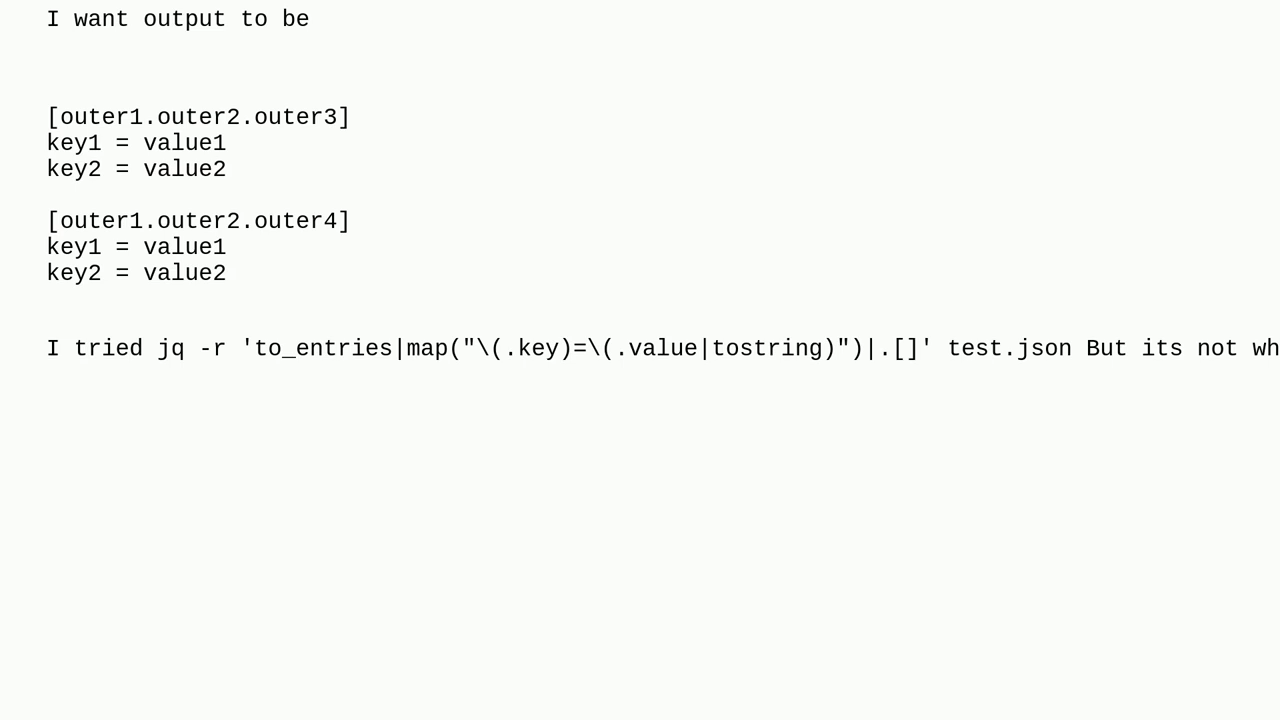 I want output to be
[outer1.outer2.outer3]
key1 = value1
key2 = value2
[outer1.outer2.outer4]
key1 = value1
key2 = value2
I tried jq -r 'to_entries|map("\(.key)=\(.value|tostring)")|.[]' test.json But its not wh